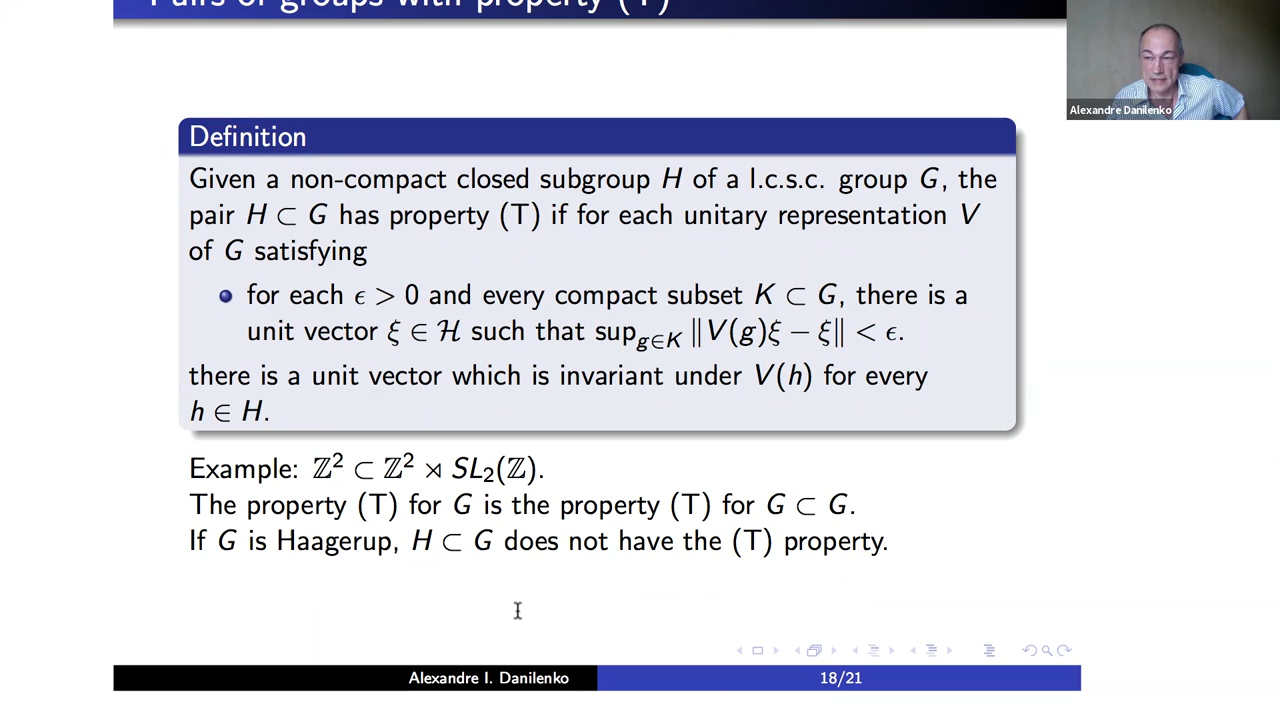 Pairs of groups with property (T)
Alexandre Danilenko
Definition
Given a non-compact closed subgroup H of a l.c.s.c. group G, the
pair H ⊂ G has property (T) if for each unitary representation V
of G satisfying
for each ϵ > 0 and every compact subset K ⊂ G, there is a
unit vector ξ ∈ ℋ such that sup_{g∈K} ‖V(g)ξ − ξ‖ < ϵ.
there is a unit vector which is invariant under V(h) for every
h ∈ H.
Example: ℤ² ⊂ ℤ² ⋊ SL₂(ℤ).
The property (T) for G is the property (T) for G ⊂ G.
If G is Haagerup, H ⊂ G does not have the (T) property.
Alexandre I. Danilenko 18/21